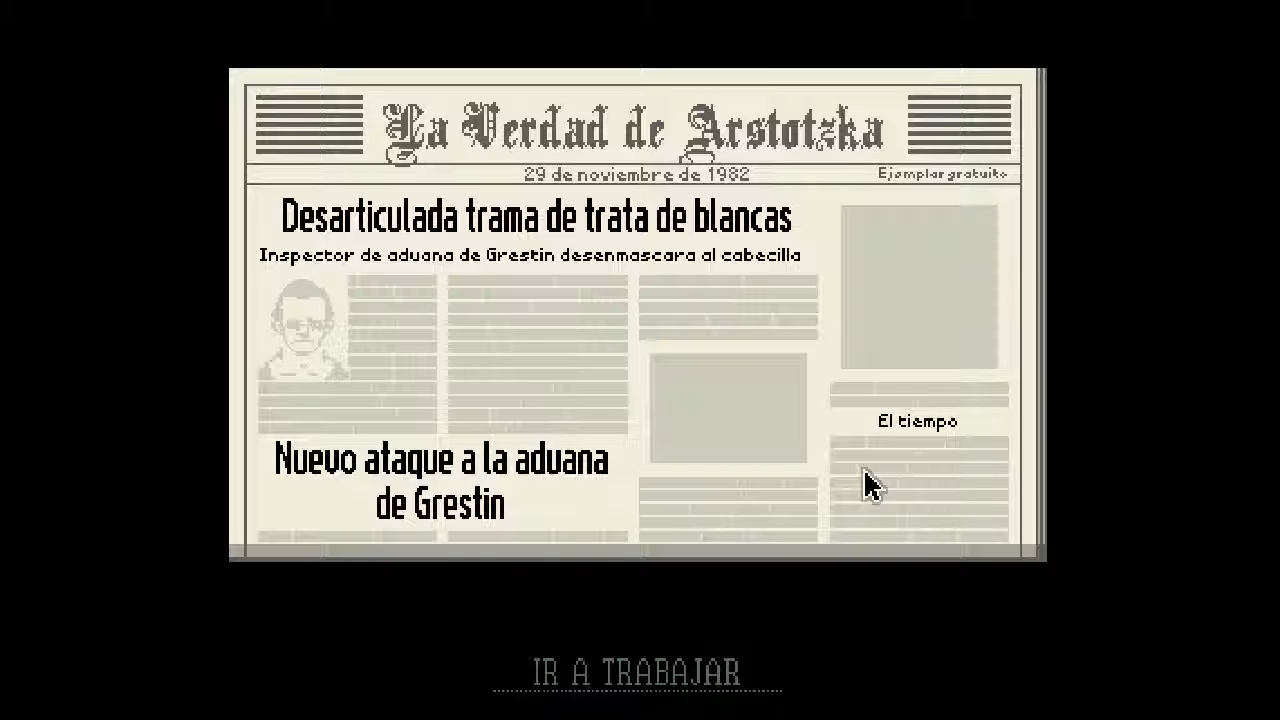 La Verdad de Arstotzka
29 de noviembre de 1982
Ejemplar gratuito
Desarticulada trama de trata de blancas
Inspector de aduana de Grestin desenmascara al cabecilla
El tiempo
Nuevo ataque a la aduana
de Grestin
IR A TRABAJAR